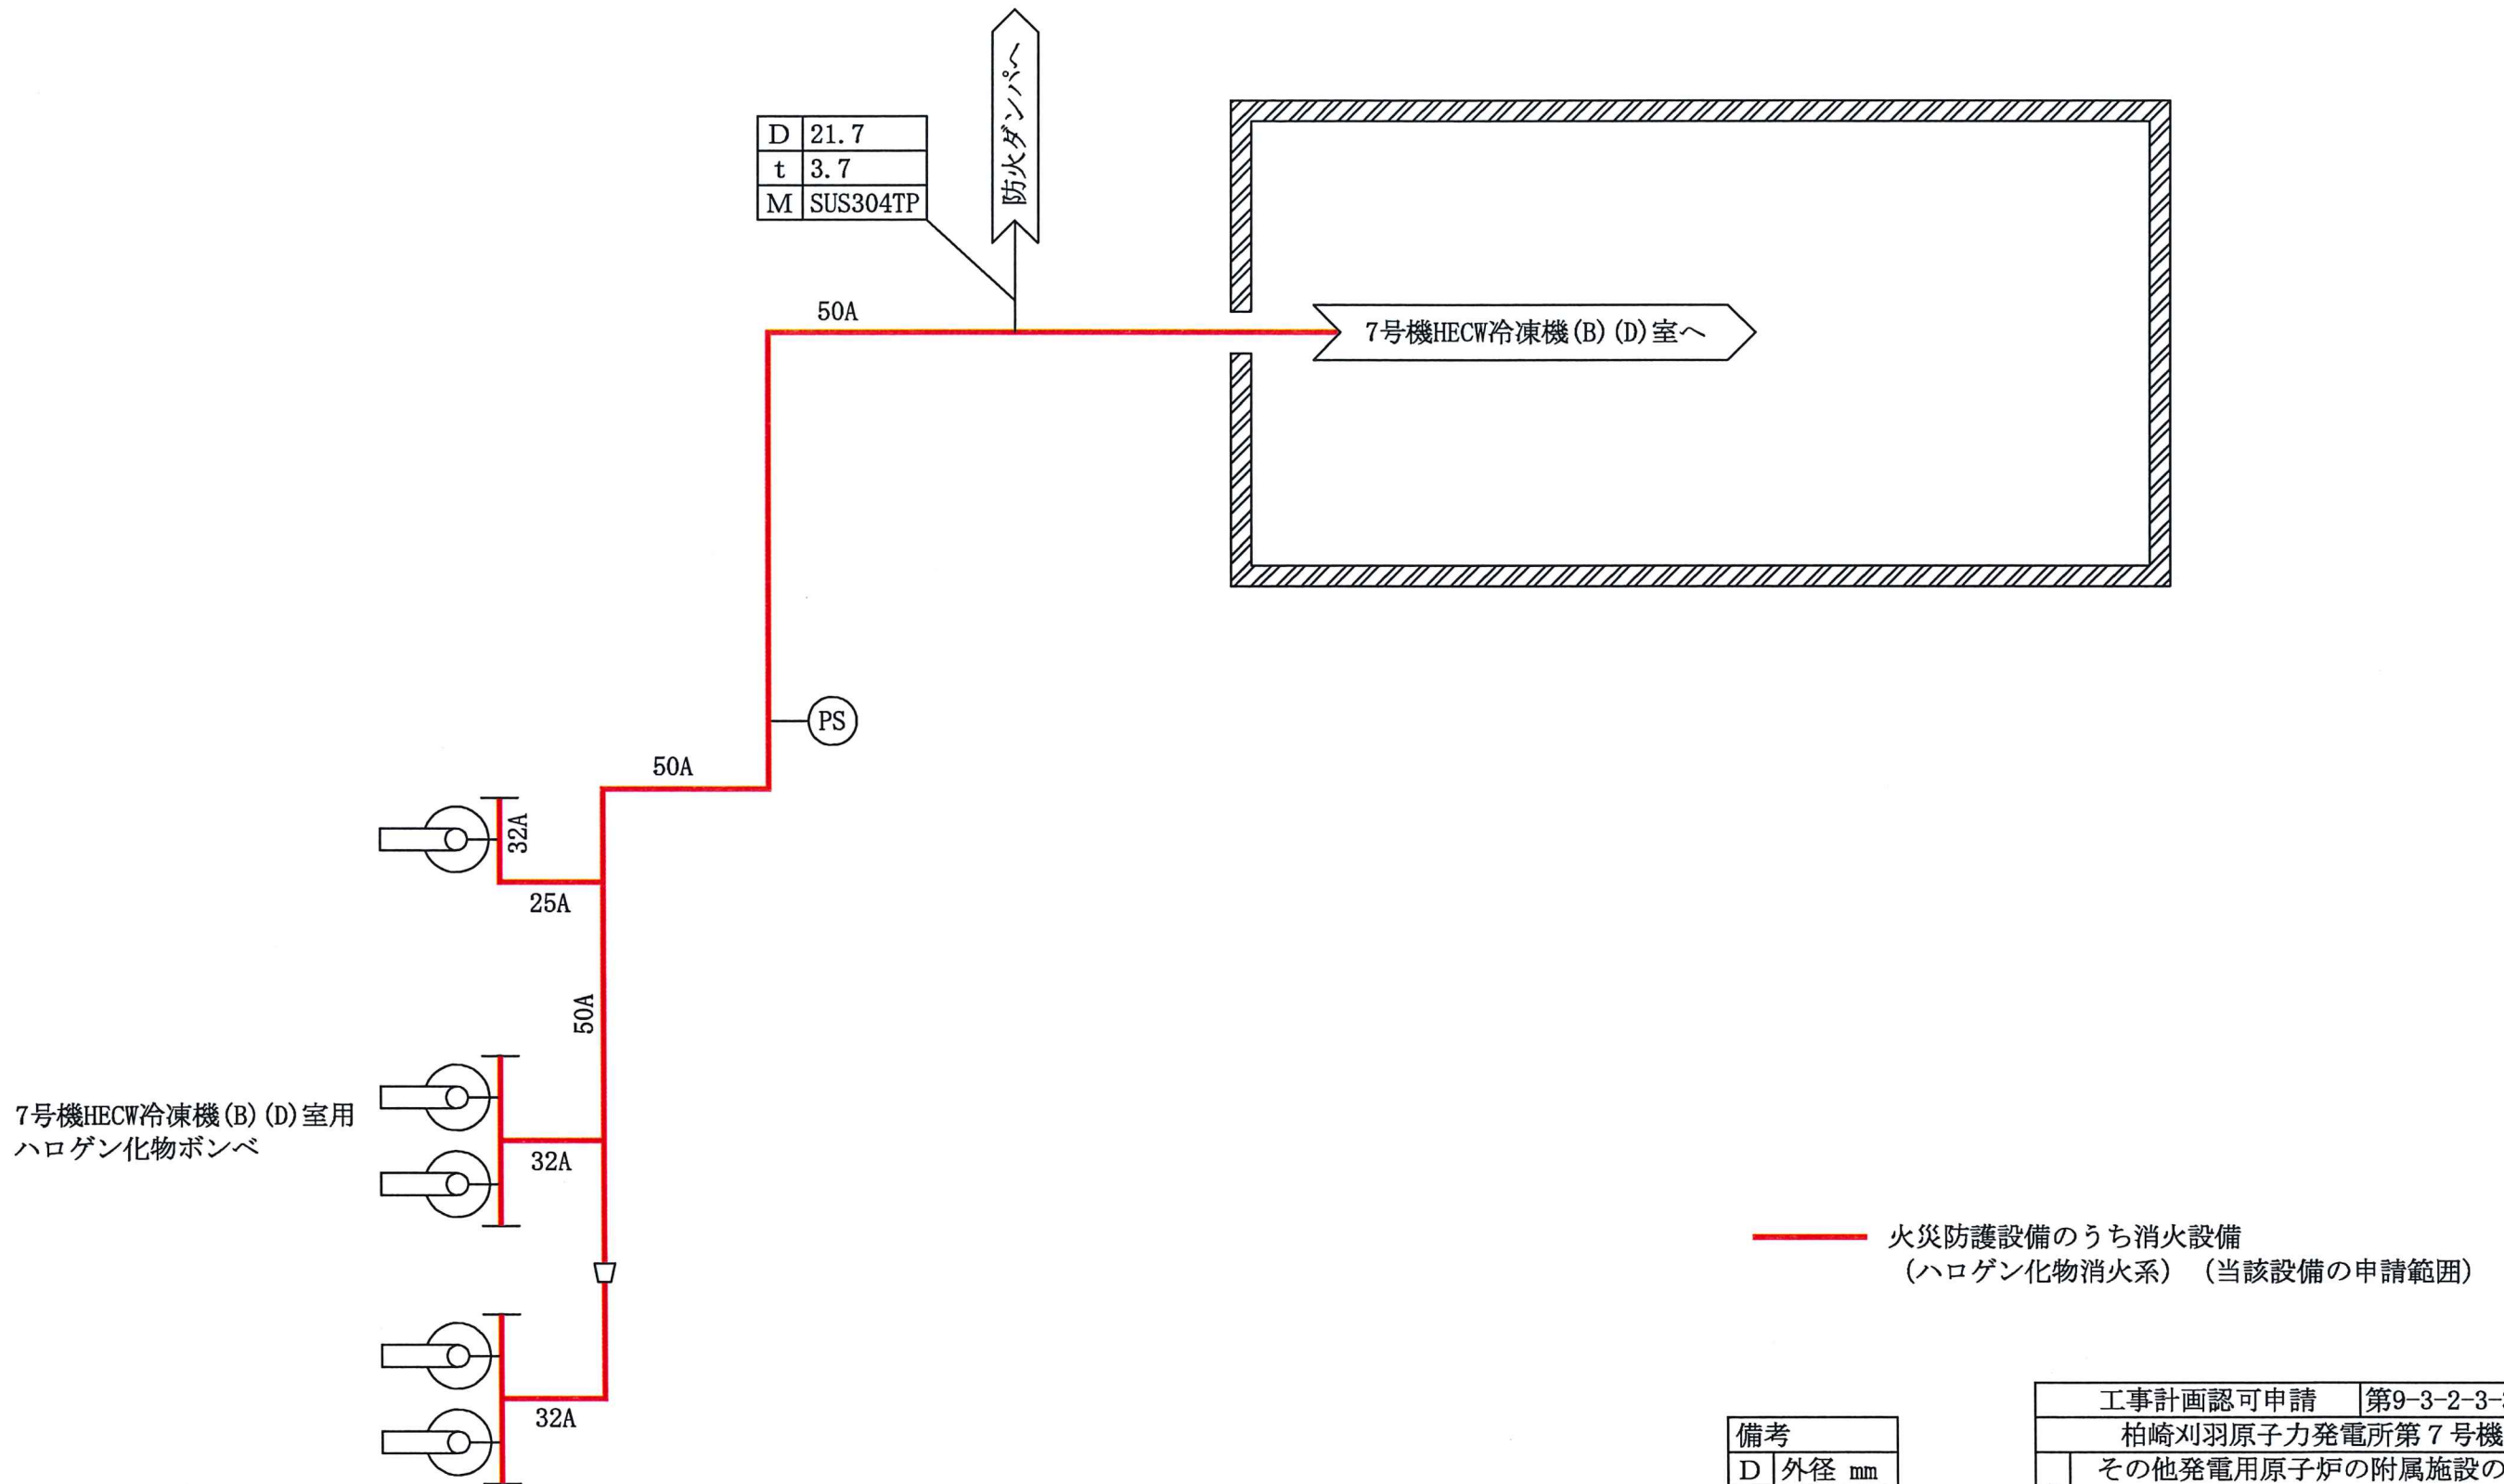 防火ダンパへ
D 21.7
t 3.7
M SUS304TP
50A
7号機HECW冷凍機(B)(D)室へ
PS
50A
32A
25A
50A
7号機HECW冷凍機(B)(D)室用
ハロゲン化物ボンベ
32A
火災防護設備のうち消火設備
(ハロゲン化物消火系) (当該設備の申請範囲)
32A
工事計画認可申請 第9-3-2-3-
備考
柏崎刈羽原子力発電所第7号機
D 外径 mm
その他発電用原子炉の附属施設の